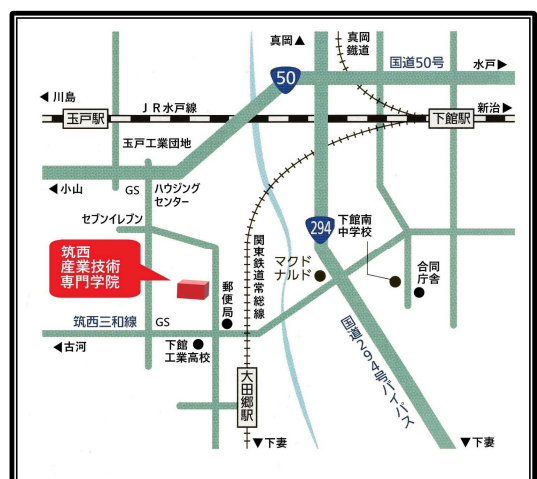 真岡▲
真岡
鐵道
国道50号
水戸▶
50
◀川島
JR水戸線
新治▶
玉戸駅
下館駅
玉戸工業団地
◀小山
GS
ハウジング
センター
セブンイレブン
294
下館南
中学校
筑西
産業技術
専門学院
関東鉄道常総線
マクド
ナルド
合同
庁舎
郵便局
筑西三和線
GS
◀古河
下館
工業高校
国道294号バイパス
大田郷駅
▼下妻
▼下妻